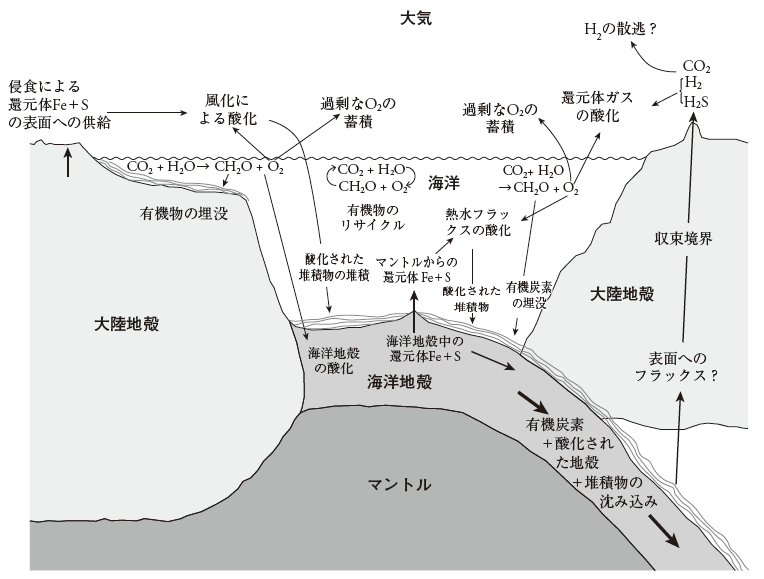 大気
H₂の散逃？
CO₂
H₂
H₂S
侵食による
還元体Fe+S
の表面への供給
風化に
よる酸化
過剰なO₂の
蓄積
過剰なO₂の
蓄積
還元体ガス
の酸化
CO₂ + H₂O→ CH₂O + O₂
CO₂ + H₂O
CH₂O + O₂
海洋
CO₂+ H₂O
→CH₂O + O₂
有機物の埋没
有機物の
リサイクル
熱水フラッ
クスの酸化
収束境界
酸化された
堆積物の堆積
マントルからの
還元体 Fe+S
酸化された
堆積物
有機炭素
の埋没
大陸地殻
大陸地殻
海洋地殻
の酸化
海洋地殻中の
還元体Fe+S
海洋地殻
表面への
フラックス？
有機炭素
+酸化され
た地殻
+堆積物の
沈み込み
マントル